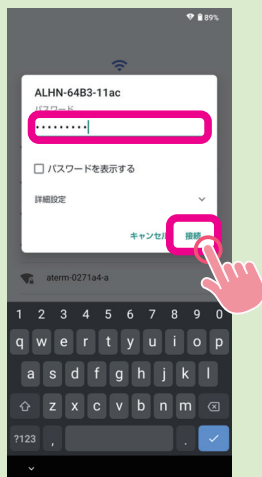 89%
ALHN-64B3-11ac
パスワード
•••••••••
パスワードを表示する
詳細設定
キャンセル 接続
aterm-0271a4-a
1 2 3 4 5 6 7 8 9 0
q w e r t y u i o p
a s d f g h j k l
z x c v b n m
?123 , .